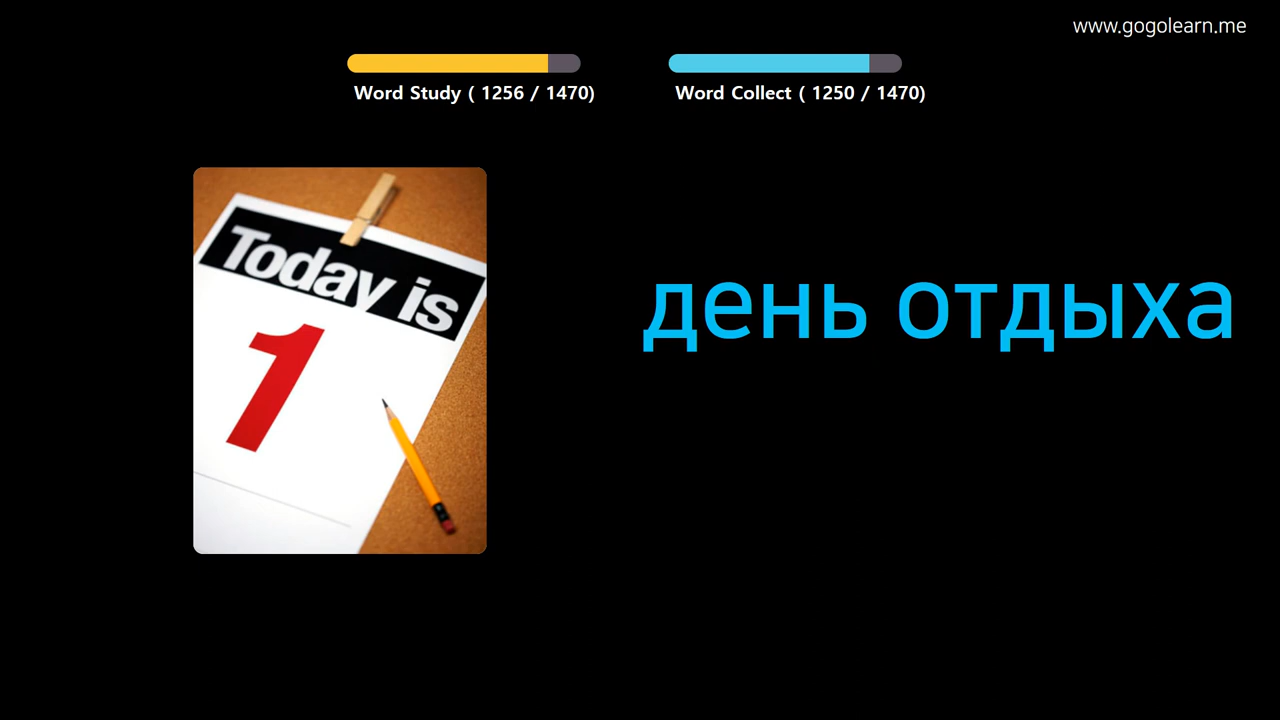 www.gogolearn.me
Word Study ( 1256 / 1470)
Word Collect ( 1250 / 1470)
Today is
1
день отдыха